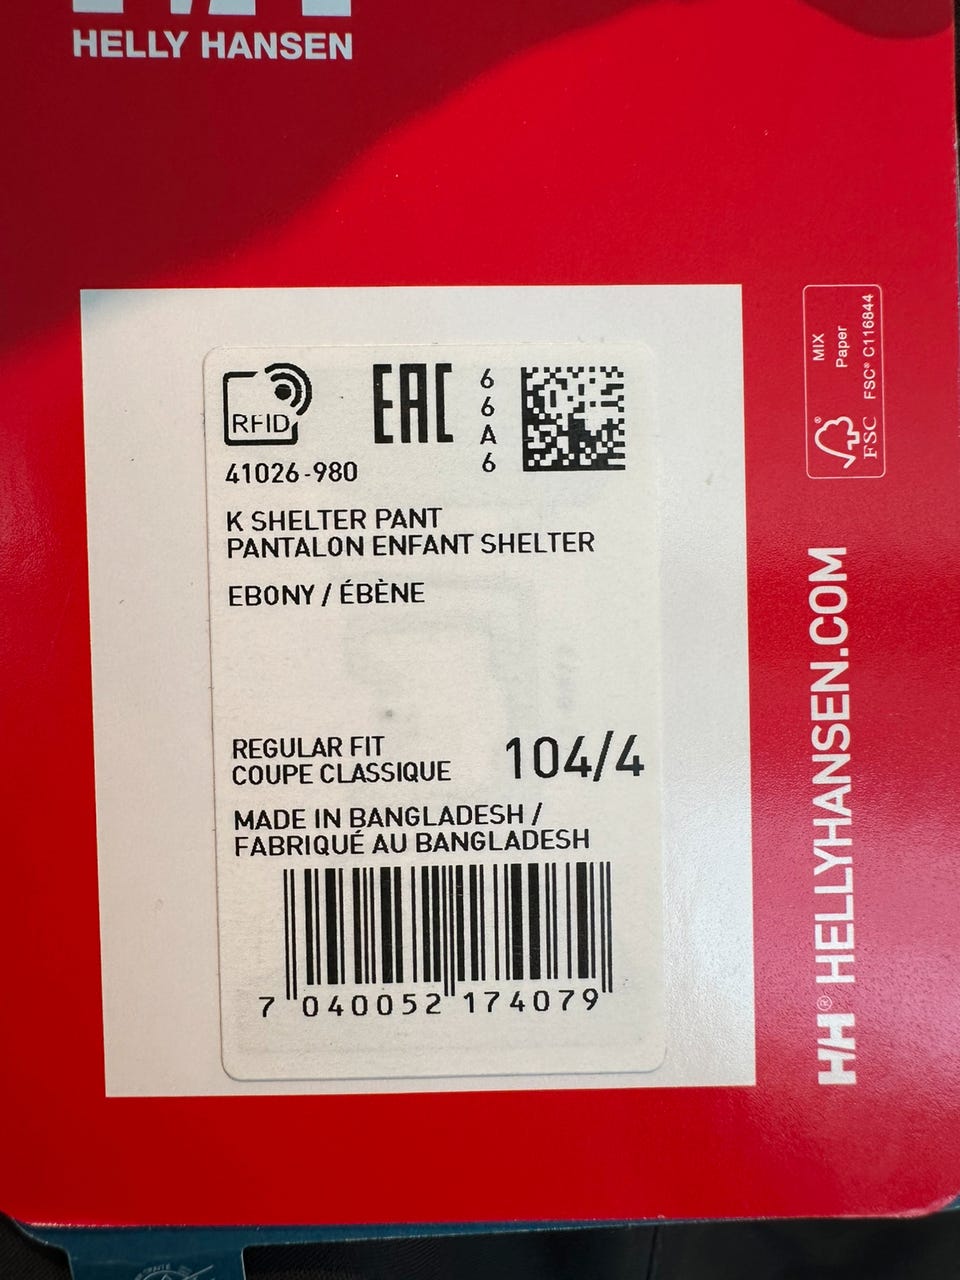 HELLY HANSEN
RFID
EAC
6
6
A
6
41026-980
K SHELTER PANT
PANTALON ENFANT SHELTER
EBONY / ÉBÈNE
REGULAR FIT
COUPE CLASSIQUE
104/4
MADE IN BANGLADESH /
FABRIQUÉ AU BANGLADESH
7 040052 174079
MIX
Paper
FSC® C116844
FSC®
HH® HELLYHANSEN.COM